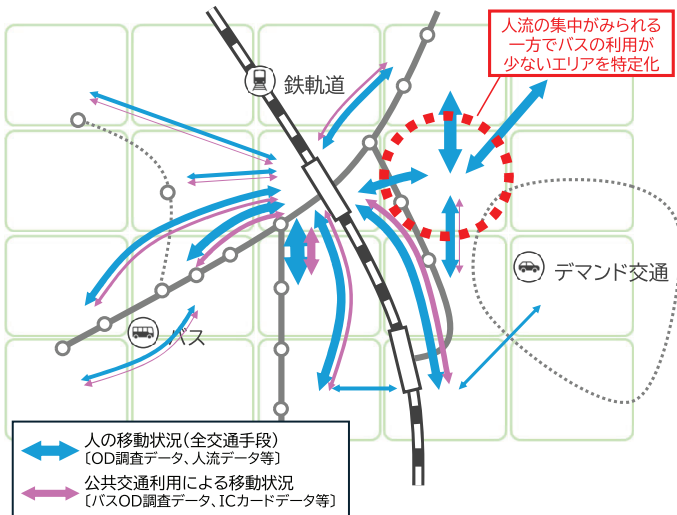 人流の集中がみられる
一方でバスの利用が
少ないエリアを特定化
鉄軌道
デマンド交通
バス
人の移動状況(全交通手段)
〔OD調査データ、人流データ等〕
公共交通利用による移動状況
〔バスOD調査データ、ICカードデータ等〕